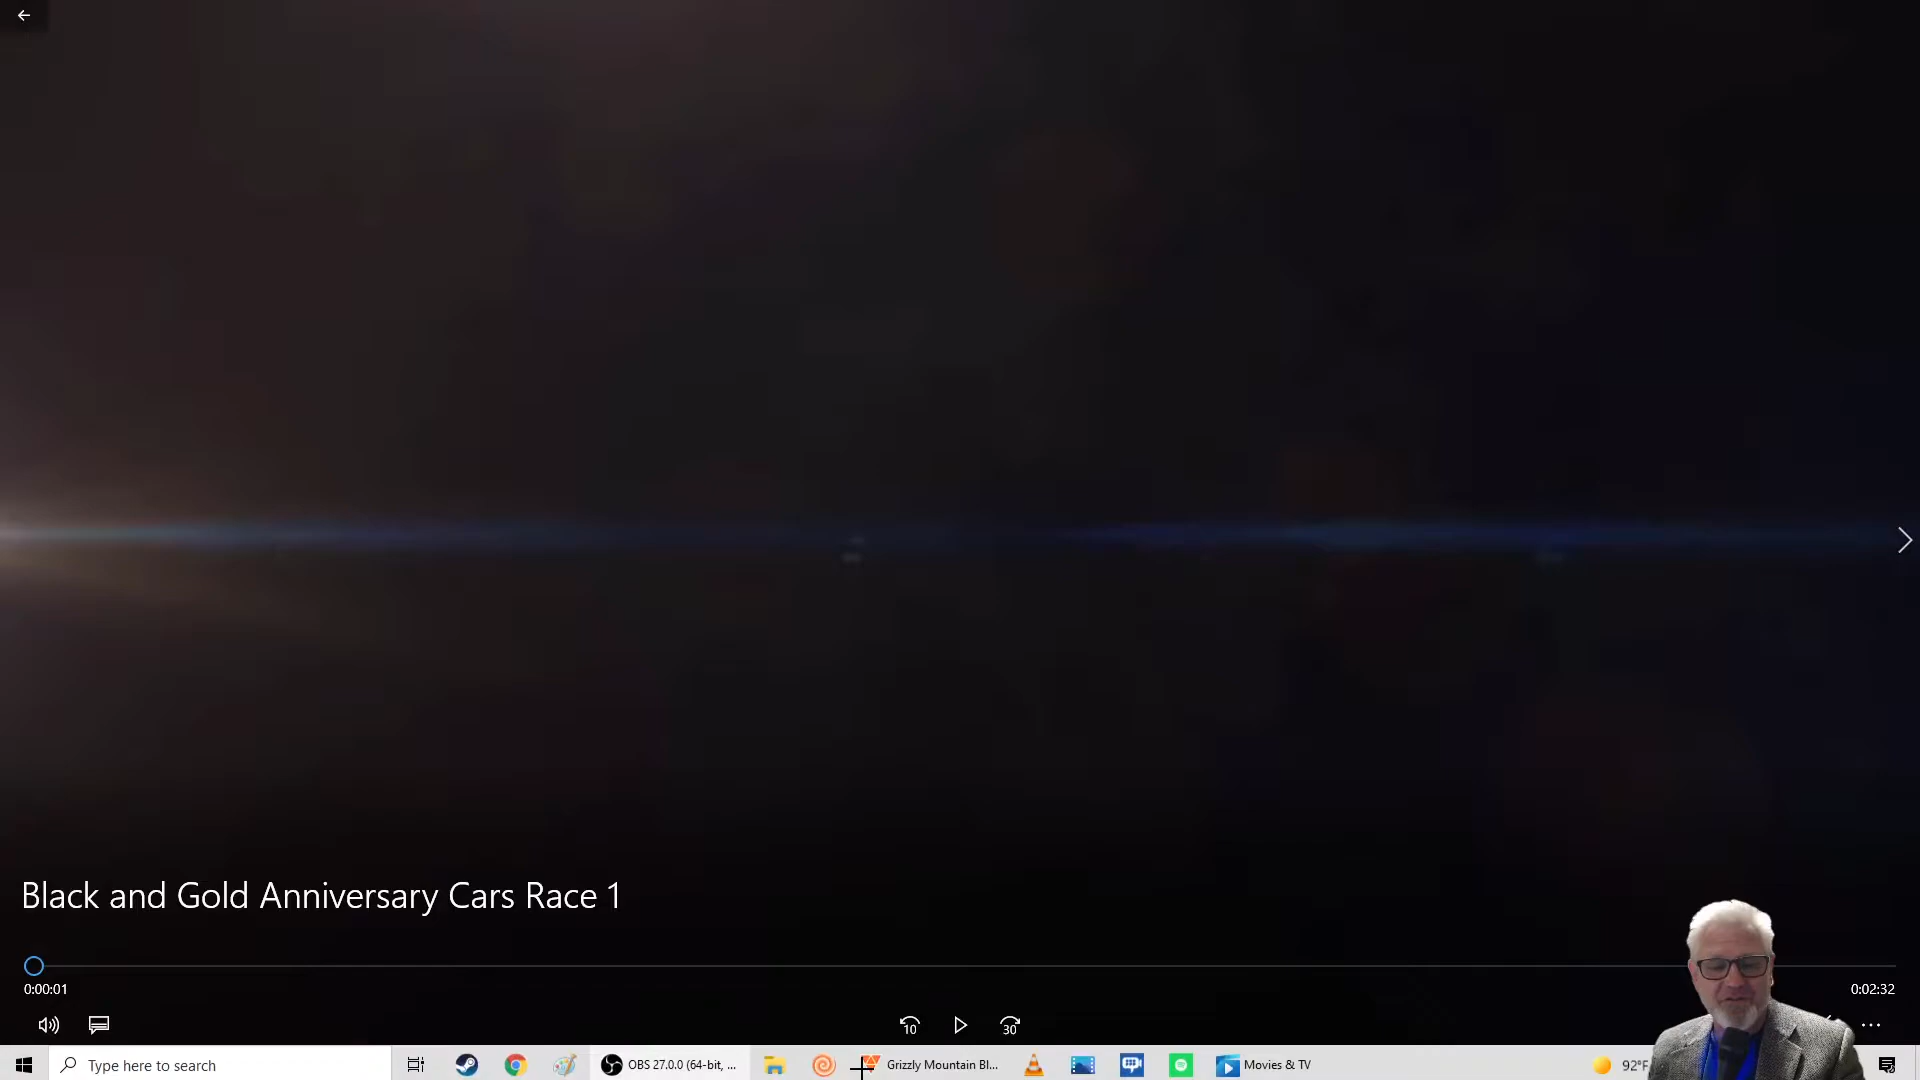 Black and Gold Anniversary Cars Race 1
0:00:01
0:02:32
10
30
Type here to search
OBS 27.0.0 (64-bit, ...
Grizzly Mountain Bl...
Movies & TV
92°F